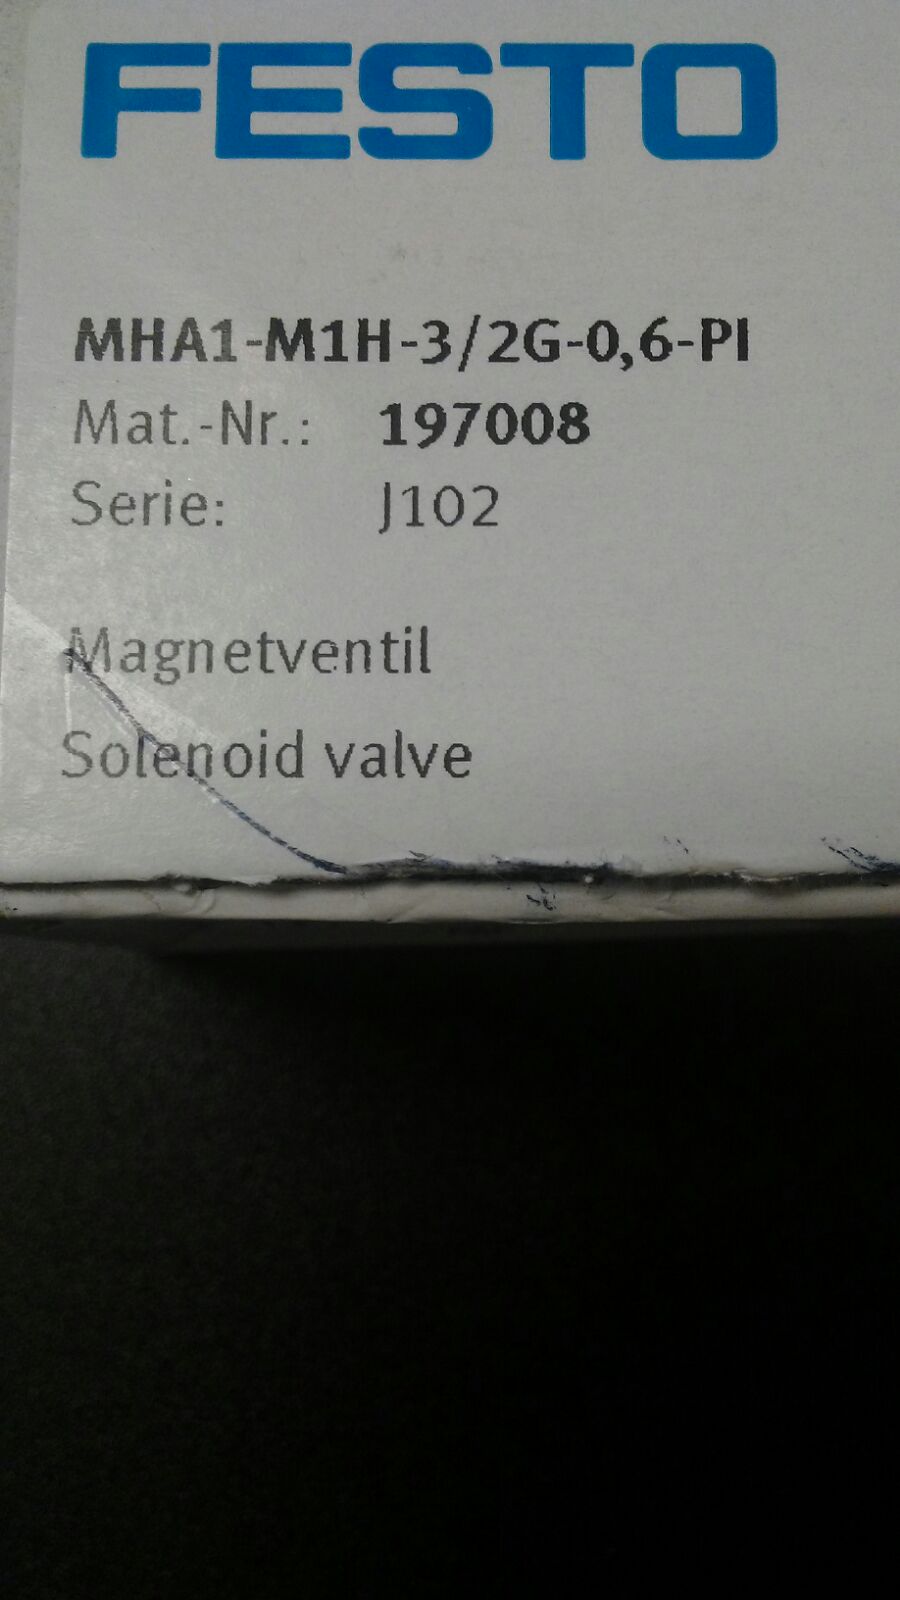 FESTO
MHA1-M1H-3/2G-0,6-PI
Mat.-Nr.: 197008
Serie: J102
Magnetventil
Solenoid valve